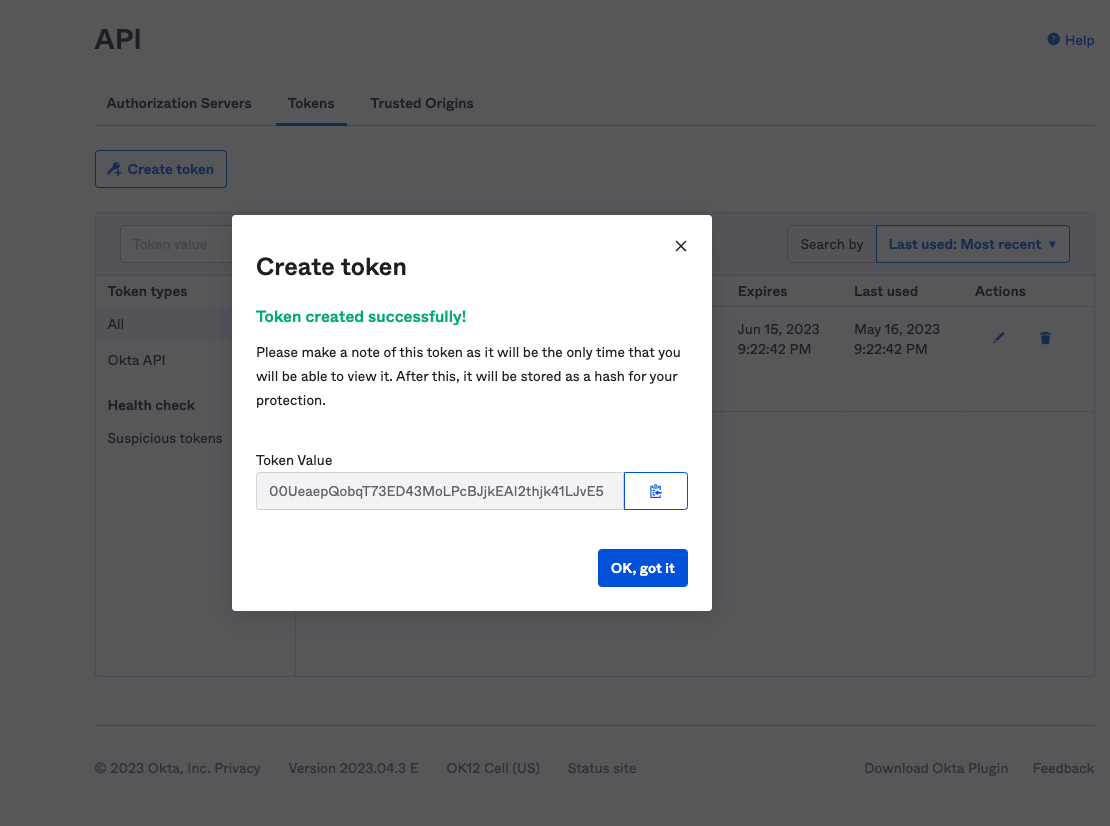 API
Help
Authorization Servers
Tokens
Trusted Origins
Create token
Token value
Search by
Last used: Most recent
Token types
Expires
Last used
Actions
All
Okta API
Jun 15, 2023
9:22:42 PM
May 16, 2023
9:22:42 PM
Health check
Suspicious tokens
Create token
Token created successfully!
Please make a note of this token as it will be the only time that you
will be able to view it. After this, it will be stored as a hash for your
protection.
Token Value
00UeaepQobqT73ED43MoLPcBJjkEAI2thjk41LJvE5
OK, got it
© 2023 Okta, Inc. Privacy
Version 2023.04.3 E
OK12 Cell (US)
Status site
Download Okta Plugin
Feedback